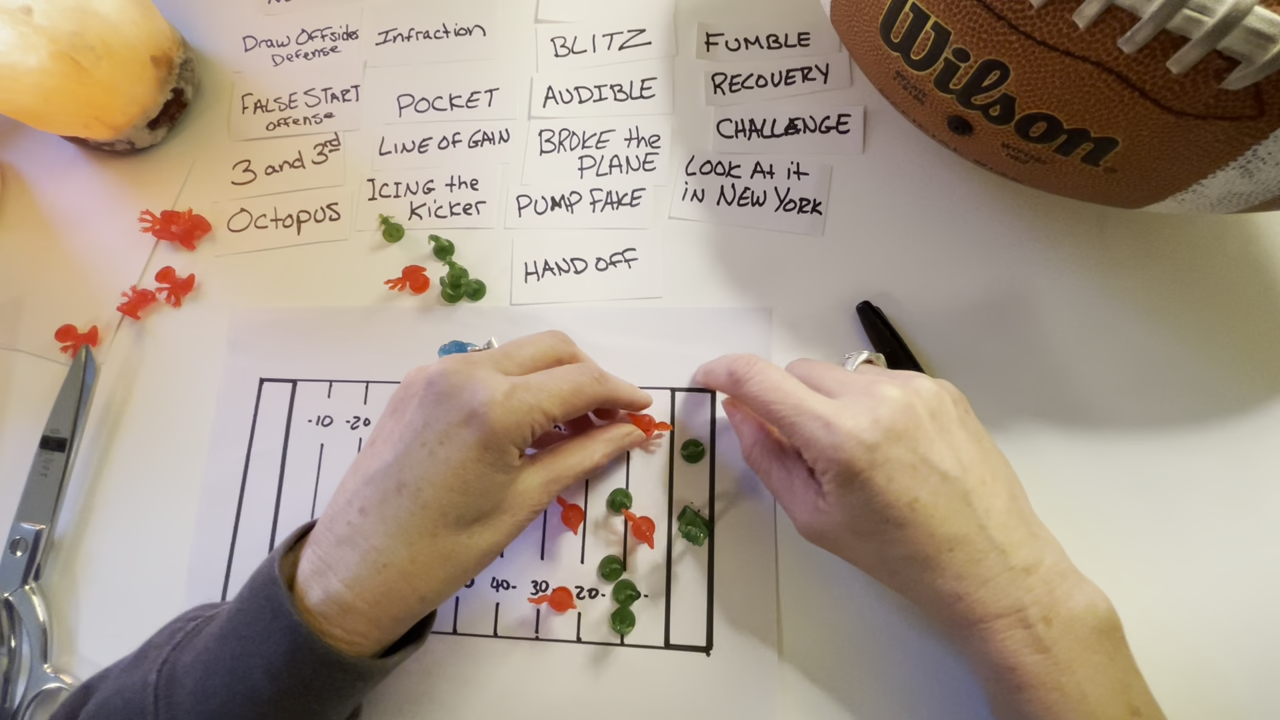 Draw Offsides
Defense
FALSE START
offense
3 and 3rd
Octopus
Infraction
POCKET
LINE OF GAIN
ICING the
Kicker
BLITZ
AUDIBLE
BROKE the
PLANE
PUMP FAKE
HAND OFF
FUMBLE
RECOVERY
CHALLENGE
LOOK At it
iN NEW YORK
Wilson
-10 -20
40- 30 20- -